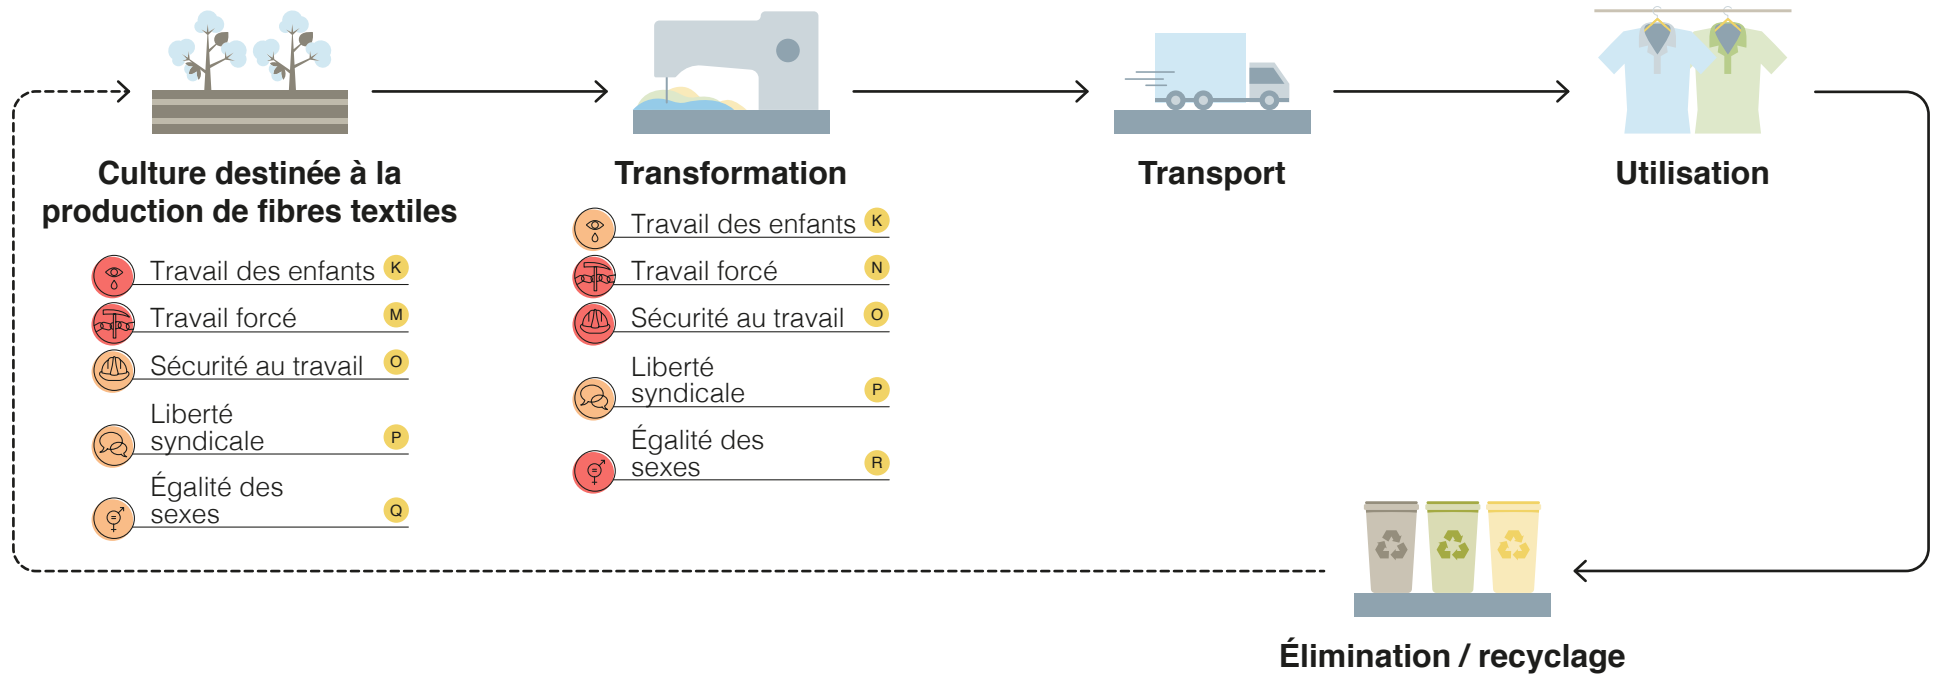 Culture destinée à la
production de fibres textiles
Travail des enfants K
Travail forcé M
Sécurité au travail O
Liberté
syndicale P
Égalité des
sexes Q
Transformation
Travail des enfants K
Travail forcé N
Sécurité au travail O
Liberté
syndicale P
Égalité des
sexes R
Transport
Utilisation
Élimination / recyclage